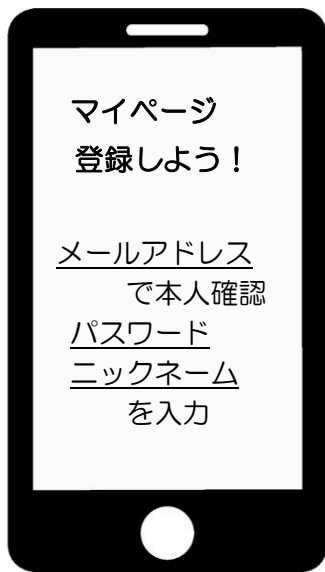 マイページ
登録しよう！
メールアドレス
で本人確認
パスワード
ニックネーム
を入力